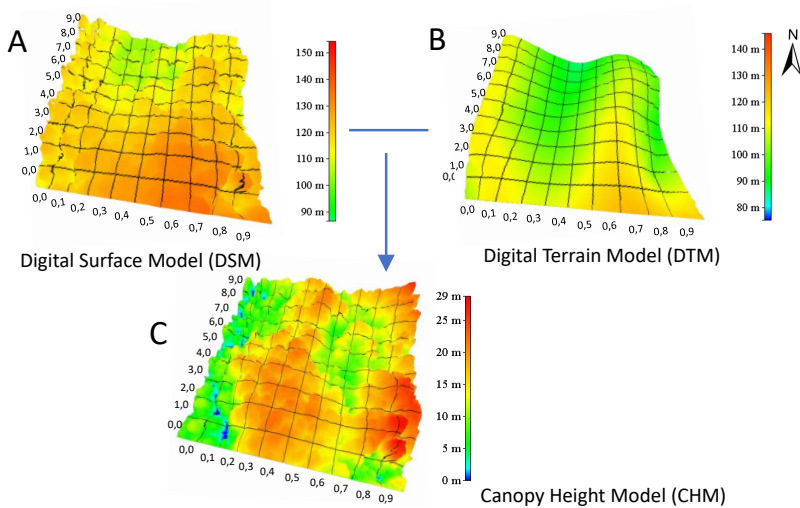 A
9,0
8,0
7,0
6,0
5,0
4,0
3,0
2,0
1,0
0,0
0,0 0,1 0,2 0,3 0,4 0,5 0,6 0,7 0,8 0,9
150 m
140 m
130 m
120 m
110 m
100 m
90 m
Digital Surface Model (DSM)
B
9,0
8,0
7,0
6,0
5,0
4,0
3,0
2,0
1,0
0,0
0,0 0,1 0,2 0,3 0,4 0,5 0,6 0,7 0,8 0,9
140 m
130 m
120 m
110 m
100 m
90 m
80 m
N
Digital Terrain Model (DTM)
C
9,0
8,0
7,0
6,0
5,0
4,0
3,0
2,0
1,0
0,0
0,0 0,1 0,2 0,3 0,4 0,5 0,6 0,7 0,8 0,9
29 m
25 m
20 m
15 m
10 m
5 m
0 m
Canopy Height Model (CHM)